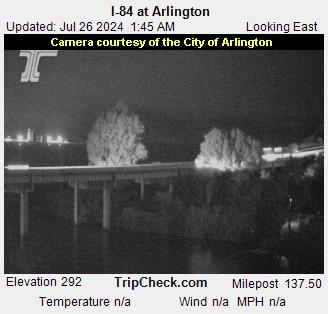 I-84 at Arlington
Updated: Jul 26 2024 1:45 AM Looking East
Camera courtesy of the City of Arlington
Elevation 292 TripCheck.com Milepost 137.50
Temperature n/a Wind n/a MPH n/a